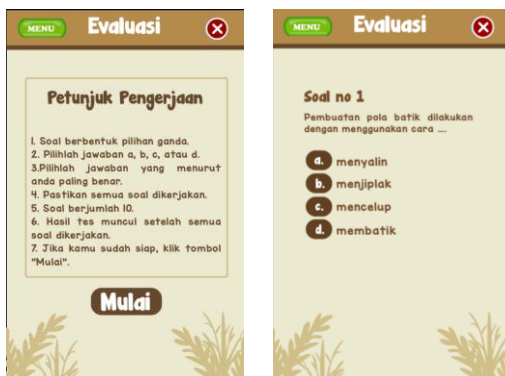 MENU
Evaluasi
Petunjuk Pengerjaan
1. Soal berbentuk pilihan ganda.
2. Pilihlah jawaban a, b, c, atau d.
3.Pilihlah jawaban yang menurut
anda paling benar.
4. Pastikan semua soal dikerjakan.
5. Soal berjumlah 10.
6. Hasil tes muncul setelah semua
soal dikerjakan.
7. Jika kamu sudah siap, klik tombol
"Mulai".
Mulai
MENU
Evaluasi
Soal no 1
Pembuatan pola batik dilakukan
dengan menggunakan cara ....
a. menyalin
b. menjiplak
c. mencelup
d. membatik